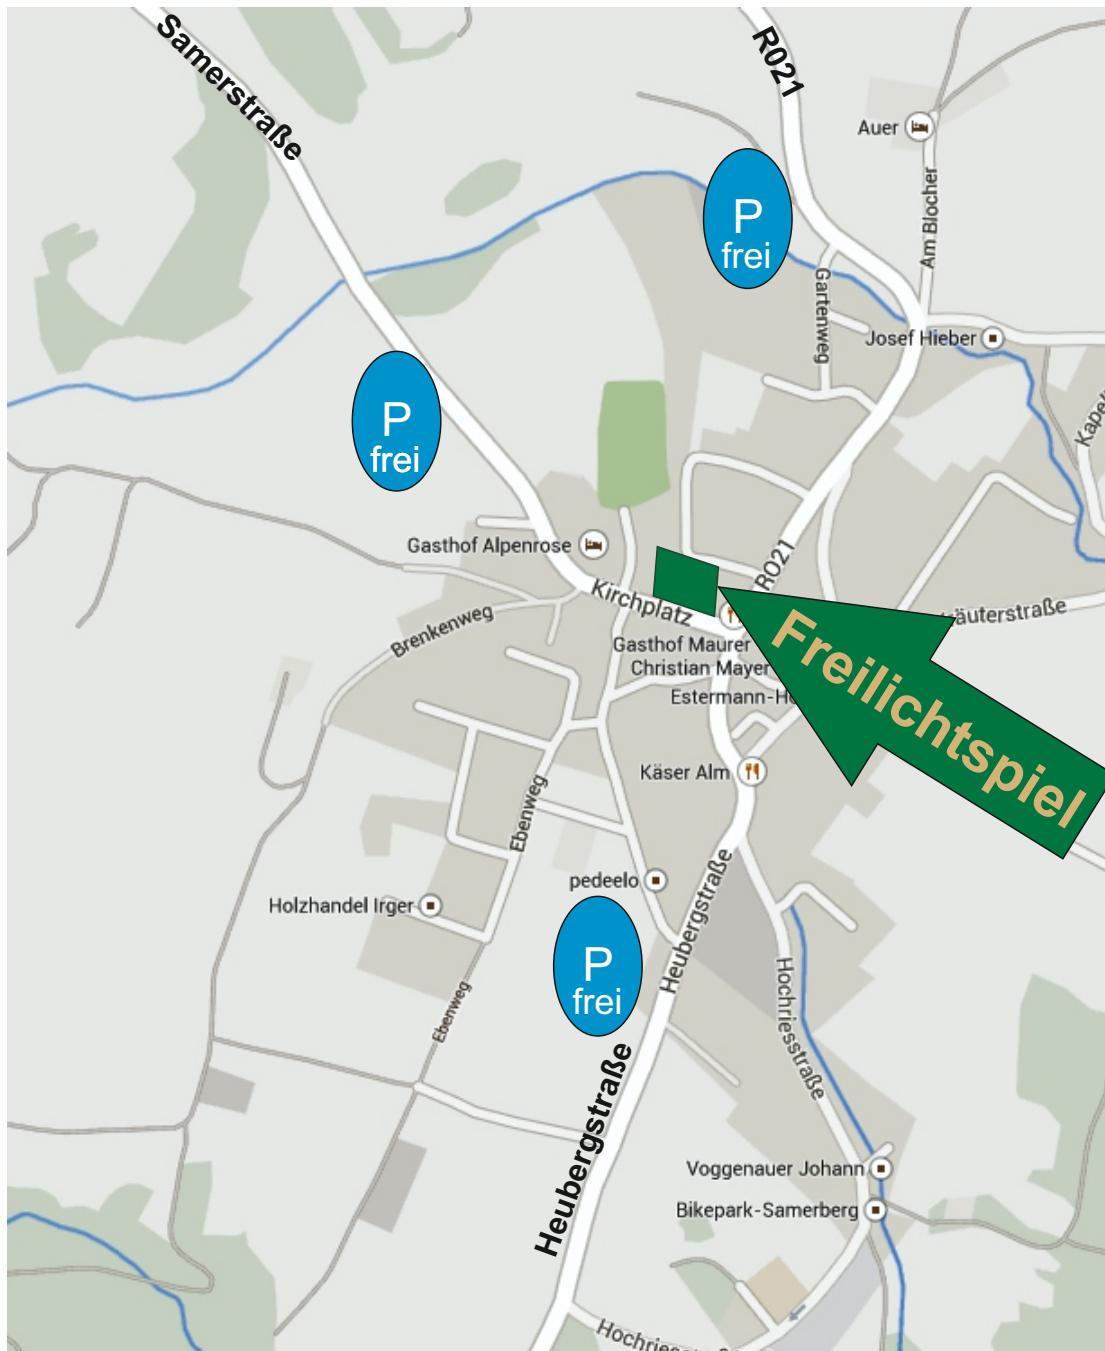 Samerstraße
R021
Auer
Am Blocher
P
frei
Gartenweg
Josef Hieber
P
frei
Gasthof Alpenrose
R021
Kirchplatz
Brenkenweg
Gasthof Maurer
Christian Mayer
Freilichtspiel
Käser Alm
Ebenweg
pedeelo
Holzhandel Irger
Heubergstraße
P
frei
Ebenweg
Hochriesstraße
Heubergstraße
Voggenauer Johann
Bikepark-Samerberg